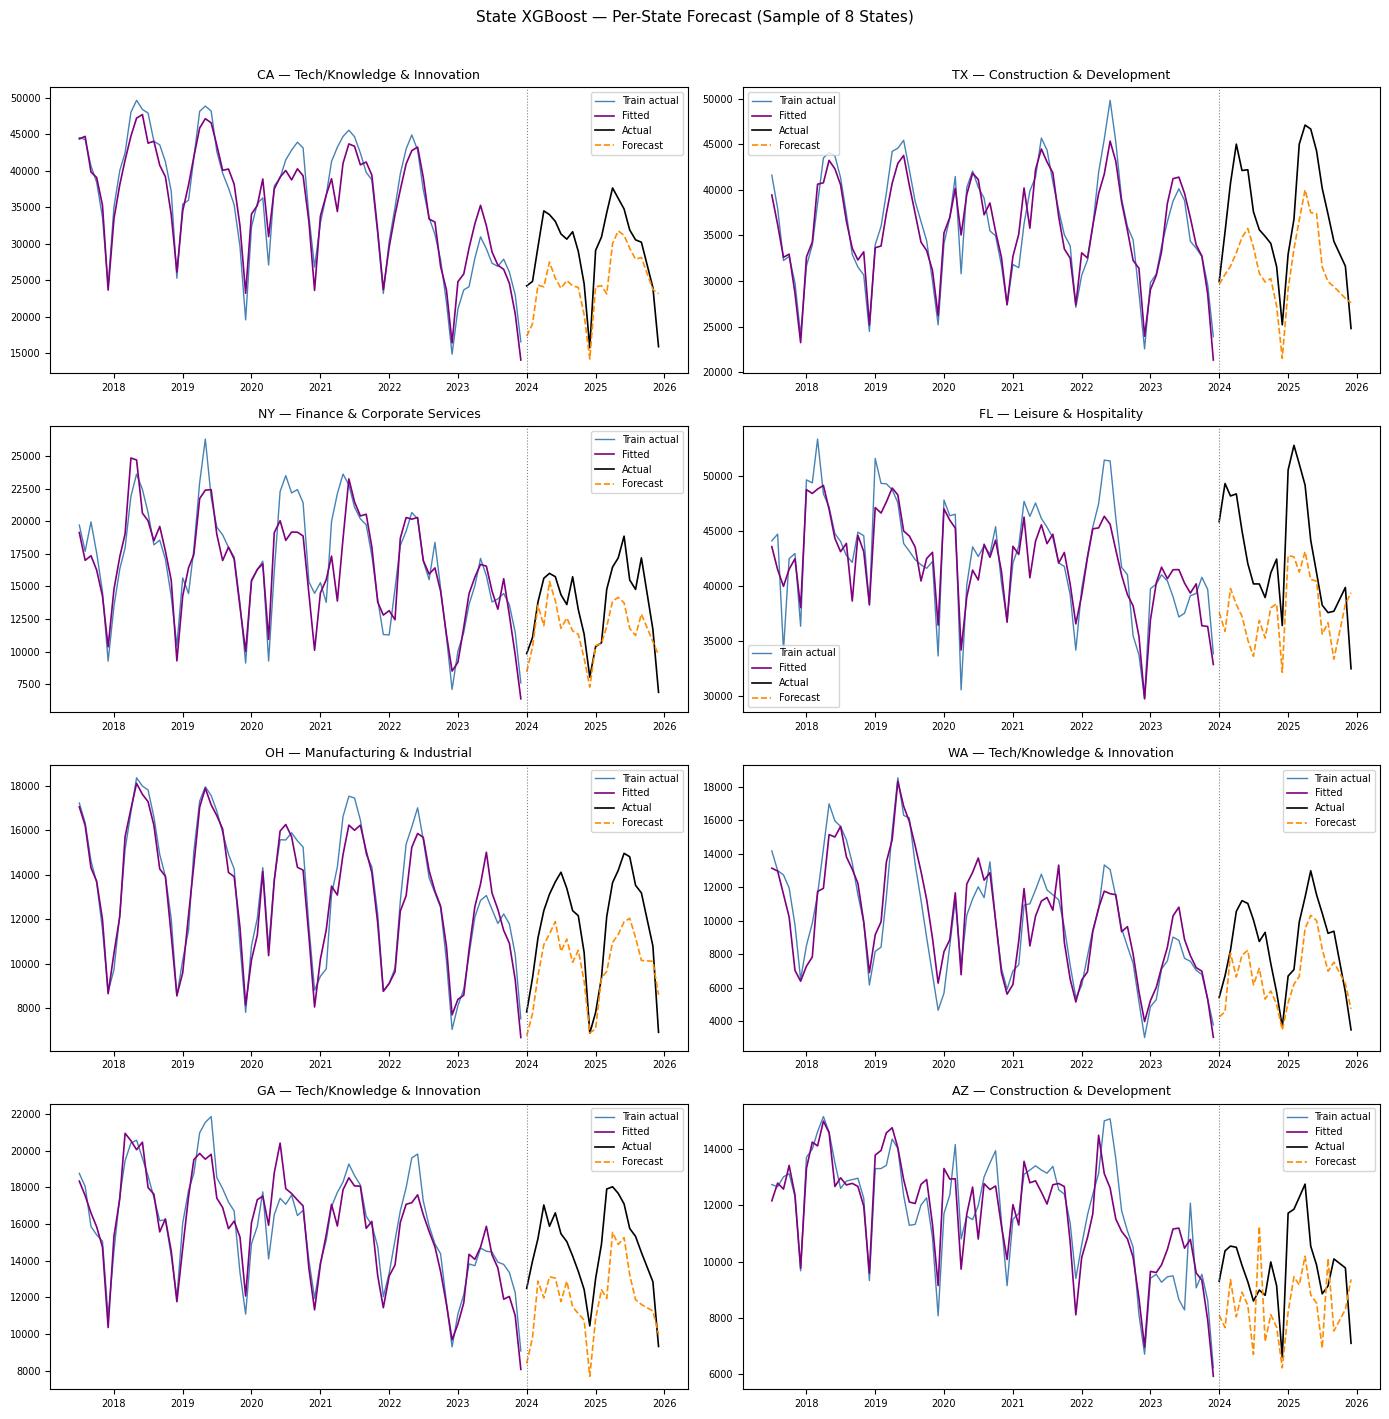 State XGBoost — Per-State Forecast (Sample of 8 States)
CA — Tech/Knowledge & Innovation
50000
45000
40000
35000
30000
25000
20000
15000
Train actual
Fitted
Actual
Forecast
2018 2019 2020 2021 2022 2023 2024 2025 2026
TX — Construction & Development
50000
45000
40000
35000
30000
25000
20000
Train actual
Fitted
Actual
Forecast
2018 2019 2020 2021 2022 2023 2024 2025 2026
NY — Finance & Corporate Services
25000
22500
20000
17500
15000
12500
10000
7500
Train actual
Fitted
Actual
Forecast
2018 2019 2020 2021 2022 2023 2024 2025 2026
FL — Leisure & Hospitality
50000
45000
40000
35000
30000
Train actual
Fitted
Actual
Forecast
2018 2019 2020 2021 2022 2023 2024 2025 2026
OH — Manufacturing & Industrial
18000
16000
14000
12000
10000
8000
Train actual
Fitted
Actual
Forecast
2018 2019 2020 2021 2022 2023 2024 2025 2026
WA — Tech/Knowledge & Innovation
18000
16000
14000
12000
10000
8000
6000
4000
Train actual
Fitted
Actual
Forecast
2018 2019 2020 2021 2022 2023 2024 2025 2026
GA — Tech/Knowledge & Innovation
22000
20000
18000
16000
14000
12000
10000
8000
Train actual
Fitted
Actual
Forecast
2018 2019 2020 2021 2022 2023 2024 2025 2026
AZ — Construction & Development
14000
12000
10000
8000
6000
Train actual
Fitted
Actual
Forecast
2018 2019 2020 2021 2022 2023 2024 2025 2026